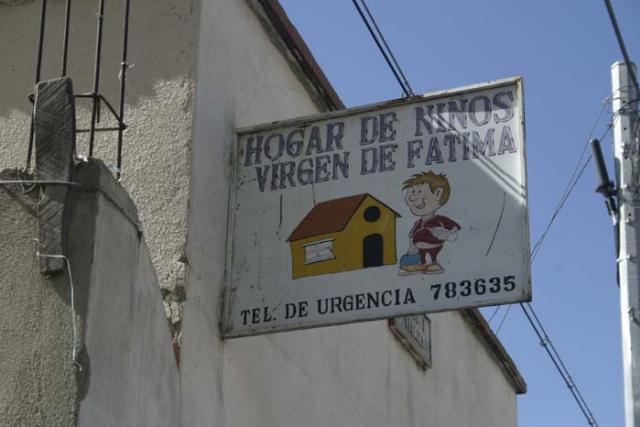 HOGAR DE NINOS
VIRGEN DE FATIMA
TEL. DE URGENCIA 783635